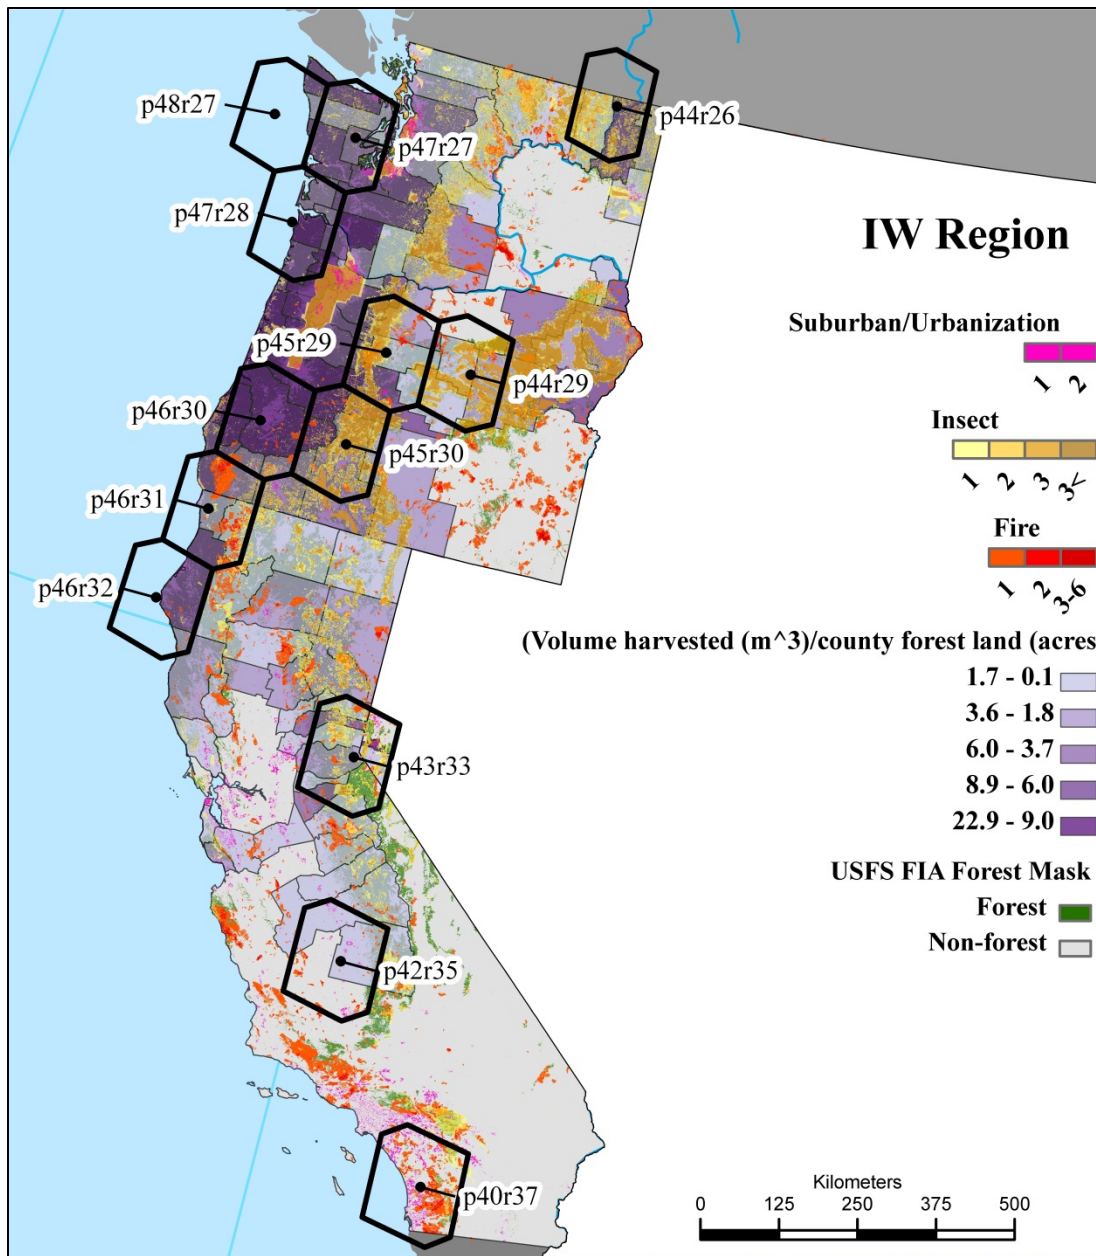 p48r27
p47r27
p44r26
p47r28
IW Region
Suburban/Urbanization
1 2
p45r29
p44r29
p46r30
p45r30
Insect
1 2 3 3<
p46r31
Fire
1 2 3-6
p46r32
(Volume harvested (m^3)/county forest land (acres
1.7 - 0.1
3.6 - 1.8
6.0 - 3.7
8.9 - 6.0
22.9 - 9.0
p43r33
USFS FIA Forest Mask
Forest
Non-forest
p42r35
p40r37
Kilometers
0 125 250 375 500